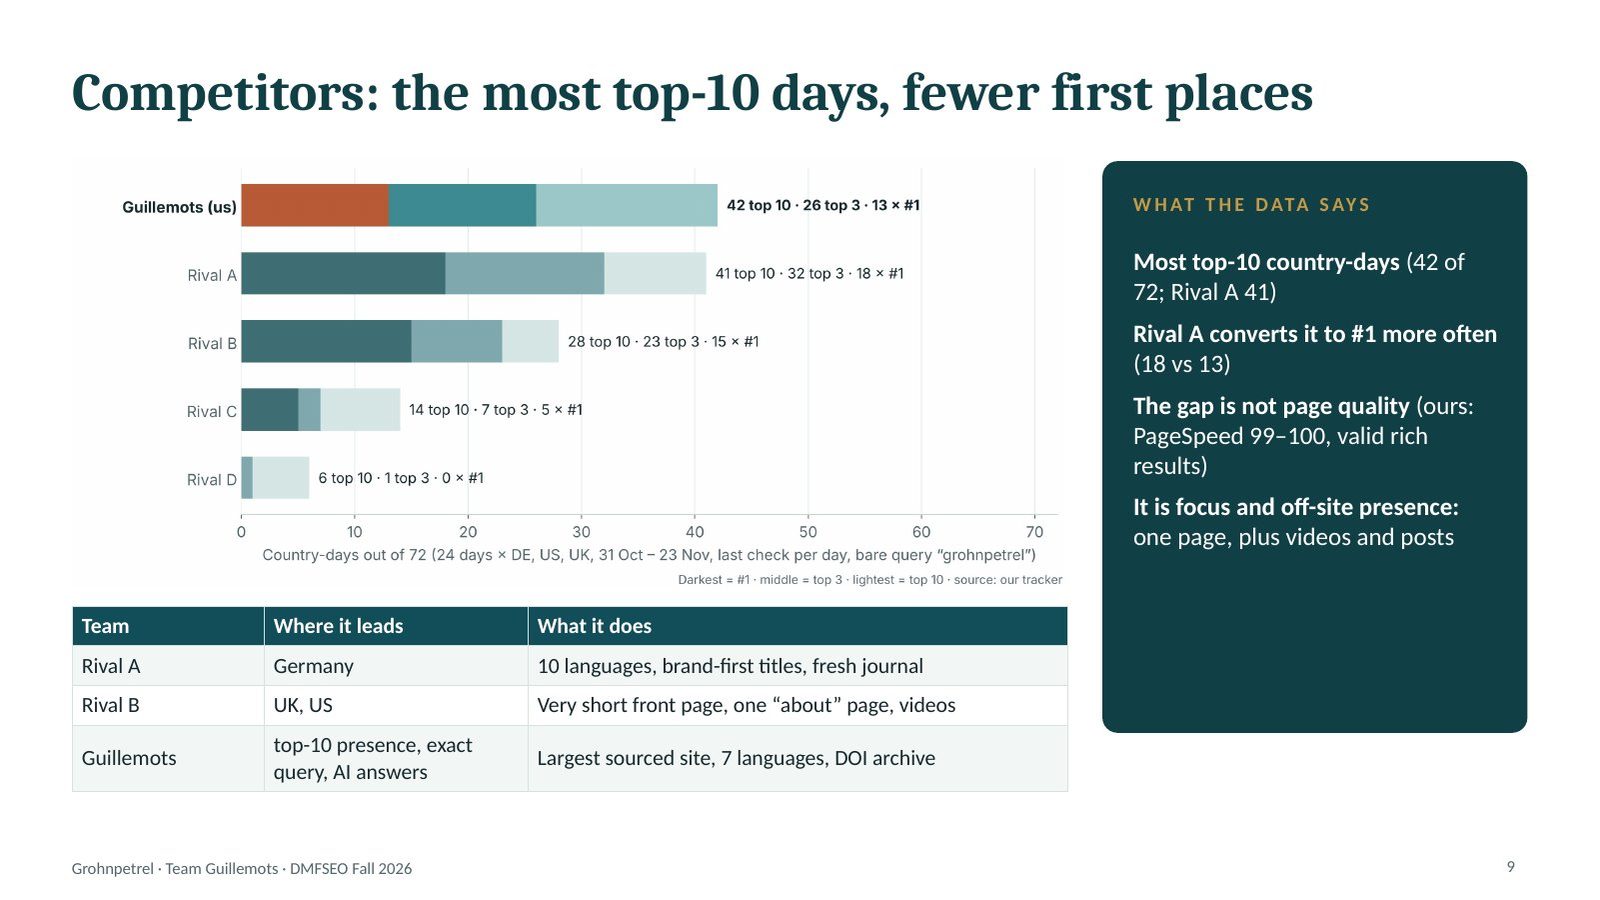 Competitors: the most top-10 days, fewer first places
Guillemots (us)
42 top 10 · 26 top 3 · 13 × #1
Rival A
41 top 10 · 32 top 3 · 18 × #1
Rival B
28 top 10 · 23 top 3 · 15 × #1
Rival C
14 top 10 · 7 top 3 · 5 × #1
Rival D
6 top 10 · 1 top 3 · 0 × #1
0 10 20 30 40 50 60 70
Country-days out of 72 (24 days × DE, US, UK, 31 Oct – 23 Nov, last check per day, bare query “grohnpetrel”)
Darkest = #1 · middle = top 3 · lightest = top 10 · source: our tracker
Team Where it leads What it does
Rival A Germany 10 languages, brand-first titles, fresh journal
Rival B UK, US Very short front page, one “about” page, videos
Guillemots top-10 presence, exact
query, AI answers
Largest sourced site, 7 languages, DOI archive
WHAT THE DATA SAYS
Most top-10 country-days (42 of
72; Rival A 41)
Rival A converts it to #1 more often
(18 vs 13)
The gap is not page quality (ours:
PageSpeed 99–100, valid rich
results)
It is focus and off-site presence:
one page, plus videos and posts
Grohnpetrel · Team Guillemots · DMFSEO Fall 2026
9